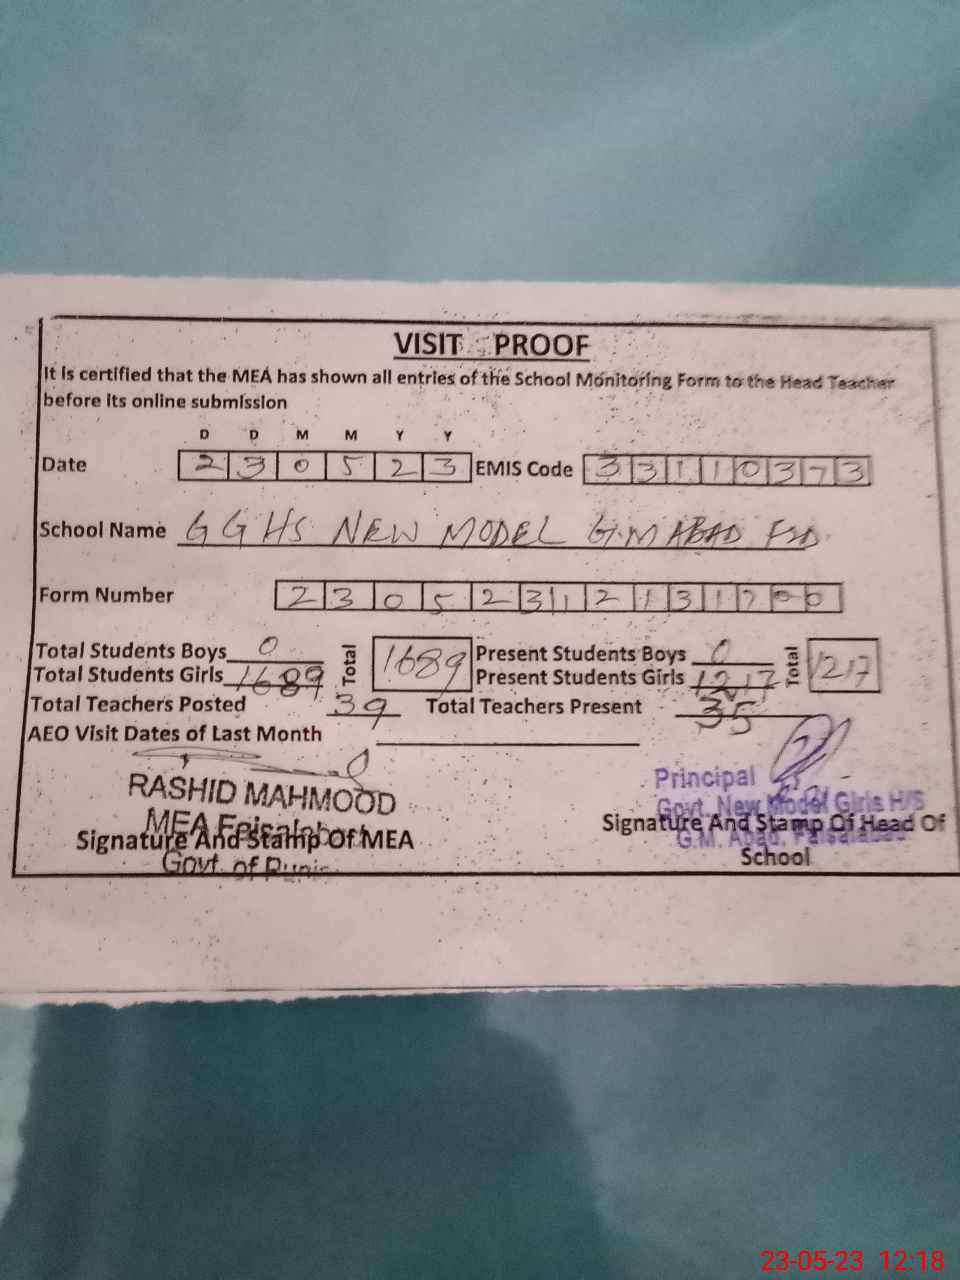 VISIT PROOF
It is certified that the MEA has shown all entries of the School Monitoring Form to the Head Teacher
before its online submission
D D M M Y Y
Date 2 3 0 5 2 3 EMIS Code 3 3 1 1 0 3 7 3
School Name GGHS NEW MODEL G.M ABAD FSD.
Form Number 2 3 0 5 2 3 1 2 1 3 1 7 0 0
Total Students Boys 0 Total 1689 Present Students Boys 0 Total 1217
Total Students Girls 1689 Present Students Girls 1217
Total Teachers Posted 39 Total Teachers Present 35
AEO Visit Dates of Last Month
RASHID MAHMOOD
MEA Faisalabad
Signature And Stamp Of MEA
Govt. of
Principal
Govt. New Model Girls H/S
Signature And Stamp Of Head Of
G.M. Abad, Faisalabad
School
23-05-23 12:18